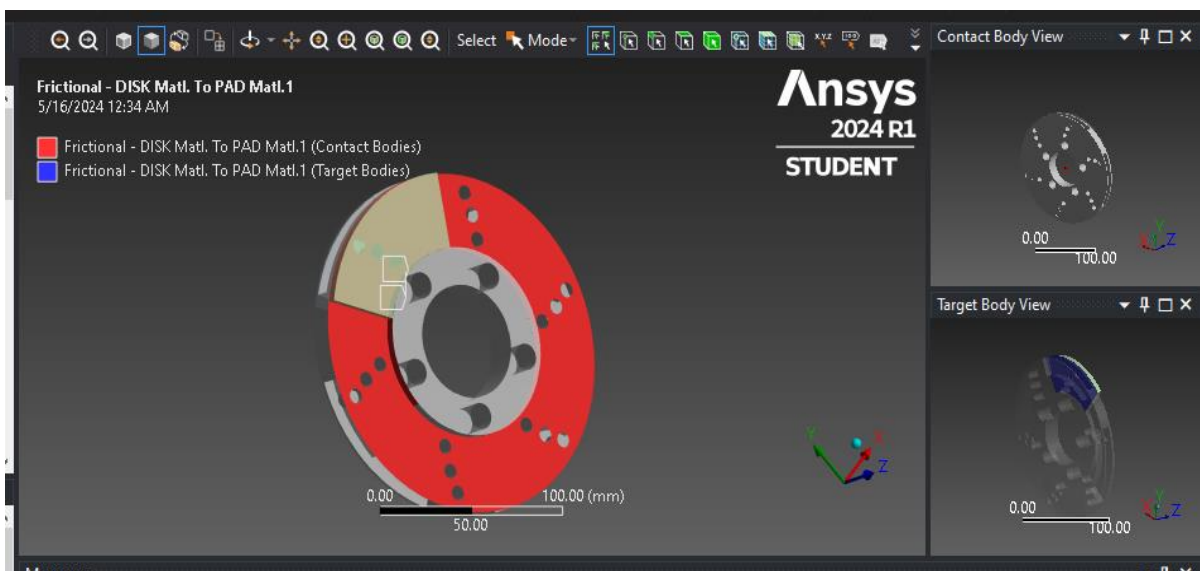 Select Mode
Contact Body View
Frictional - DISK Matl. To PAD Matl.1
5/16/2024 12:34 AM
Frictional - DISK Matl. To PAD Matl.1 (Contact Bodies)
Frictional - DISK Matl. To PAD Matl.1 (Target Bodies)
Ansys
2024 R1
STUDENT
0.00
100.00
Z
Target Body View
0.00
100.00
Y
Z
X
Y
Z
0.00
100.00 (mm)
50.00